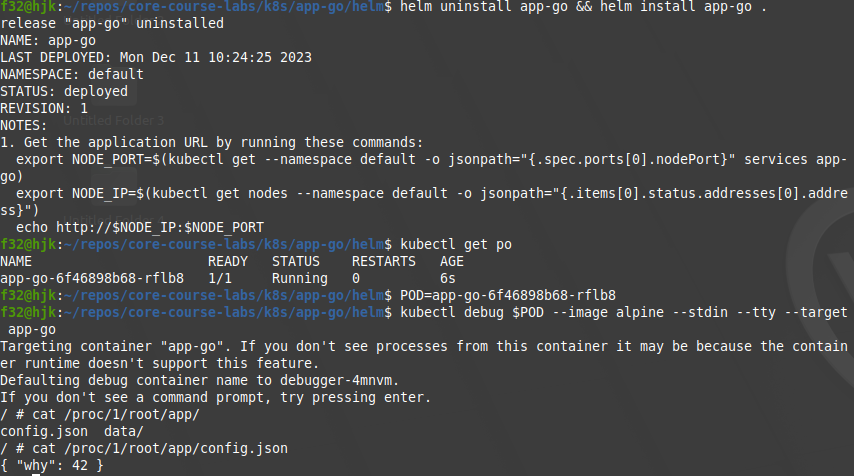 f32@hjk:~/repos/core-course-labs/k8s/app-go/helm$ helm uninstall app-go && helm install app-go .
release "app-go" uninstalled
NAME: app-go
LAST DEPLOYED: Mon Dec 11 10:24:25 2023
NAMESPACE: default
STATUS: deployed
REVISION: 1
Untitled Folder 3
NOTES:
1. Get the application URL by running these commands:
  export NODE_PORT=$(kubectl get --namespace default -o jsonpath="{.spec.ports[0].nodePort}" services app-
go)
  export NODE_IP=$(kubectl get nodes --namespace default -o jsonpath="{.items[0].status.addresses[0].addre
ss}")
Untitled Folder 4
  echo http://$NODE_IP:$NODE_PORT
f32@hjk:~/repos/core-course-labs/k8s/app-go/helm$ kubectl get po
NAME                      READY   STATUS    RESTARTS   AGE
app-go-6f46898b68-rflb8   1/1     Running   0          6s
f32@hjk:~/repos/core-course-labs/k8s/app-go/helm$ POD=app-go-6f46898b68-rflb8
f32@hjk:~/repos/core-course-labs/k8s/app-go/helm$ kubectl debug $POD --image alpine --stdin --tty --target
 app-go
Targeting container "app-go". If you don't see processes from this container it may be because the contain
er runtime doesn't support this feature.
Defaulting debug container name to debugger-4mnvm.
If you don't see a command prompt, try pressing enter.
/ # cat /proc/1/root/app/
config.json  data/
/ # cat /proc/1/root/app/config.json
{ "why": 42 }